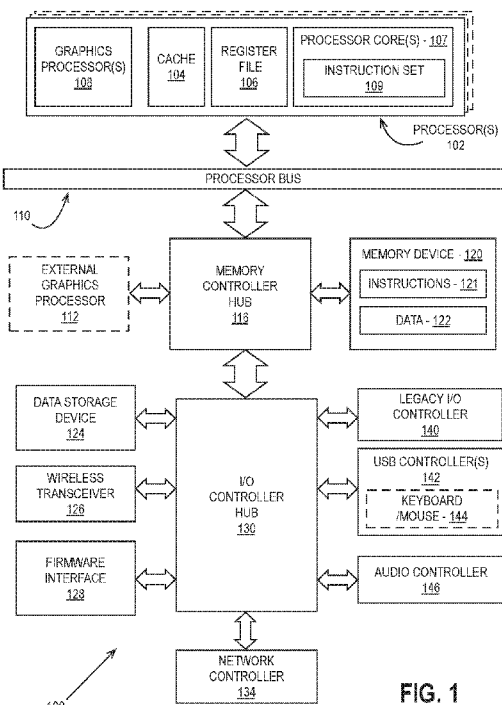 GRAPHICS
PROCESSOR(S)
108
CACHE
104
REGISTER
FILE
106
PROCESSOR CORE(S) - 107
INSTRUCTION SET
109
PROCESSOR(S)
102
PROCESSOR BUS
110
EXTERNAL
GRAPHICS
PROCESSOR
112
MEMORY
CONTROLLER
HUB
116
MEMORY DEVICE - 120
INSTRUCTIONS - 121
DATA - 122
DATA STORAGE
DEVICE
124
WIRELESS
TRANSCEIVER
126
FIRMWARE
INTERFACE
128
I/O
CONTROLLER
HUB
130
LEGACY I/O
CONTROLLER
140
USB CONTROLLER(S)
142
KEYBOARD
/MOUSE - 144
AUDIO CONTROLLER
146
NETWORK
CONTROLLER
134
FIG. 1